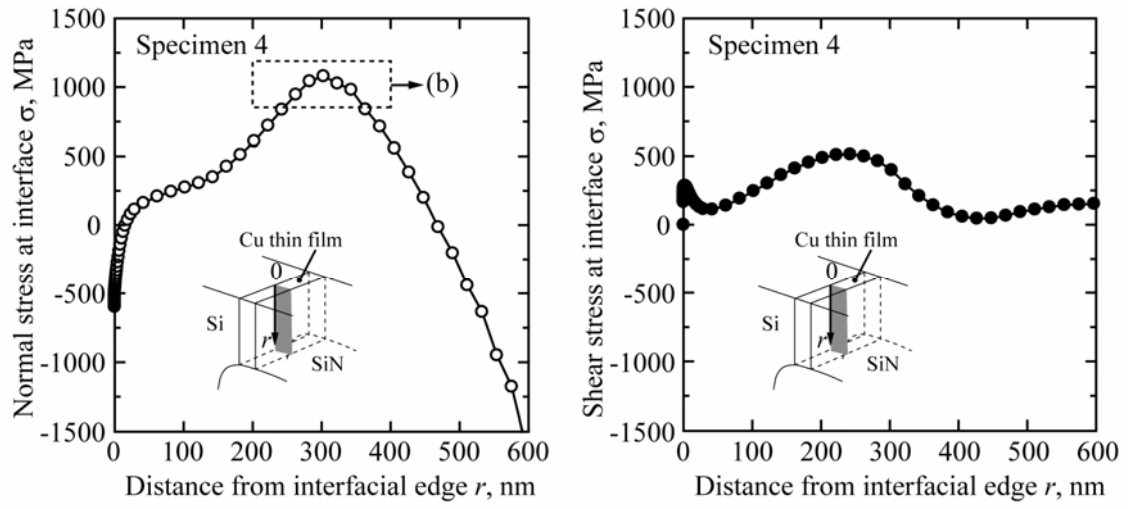 Normal stress at interface σ, MPa
1500
1000
500
0
-500
-1000
-1500
Specimen 4
(b)
Cu thin film
0
Si
r
SiN
0 100 200 300 400 500 600
Distance from interfacial edge r, nm
Shear stress at interface σ, MPa
1500
1000
500
0
-500
-1000
-1500
Specimen 4
Cu thin film
0
Si
r
SiN
0 100 200 300 400 500 600
Distance from interfacial edge r, nm